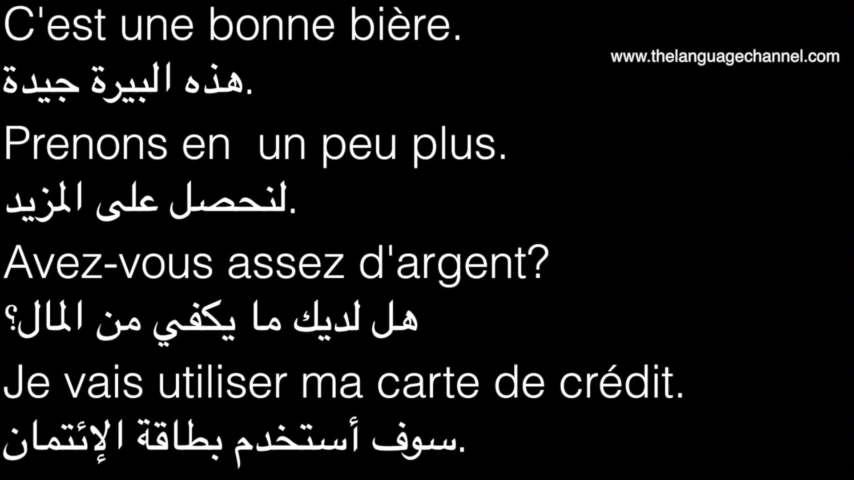 C'est une bonne bière.
www.thelanguagechannel.com
هذه البيرة جيدة.
Prenons en  un peu plus.
لنحصل على المزيد.
Avez-vous assez d'argent?
هل لديك ما يكفي من المال؟
Je vais utiliser ma carte de crédit.
سوف أستخدم بطاقة الإئتمان.